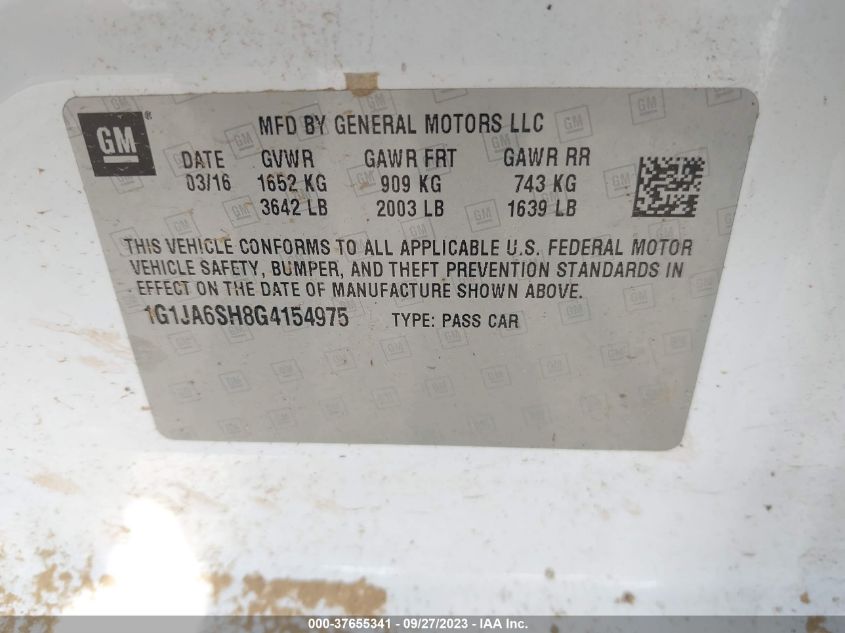 GM ® MFD BY GENERAL MOTORS LLC
DATE GVWR GAWR FRT GAWR RR
03/16 1652 KG 909 KG 743 KG
3642 LB 2003 LB 1639 LB
THIS VEHICLE CONFORMS TO ALL APPLICABLE U.S. FEDERAL MOTOR
VEHICLE SAFETY, BUMPER, AND THEFT PREVENTION STANDARDS IN
EFFECT ON THE DATE OF MANUFACTURE SHOWN ABOVE.
1G1JA6SH8G4154975 TYPE: PASS CAR
000-37655341 - 09/27/2023 - IAA Inc.